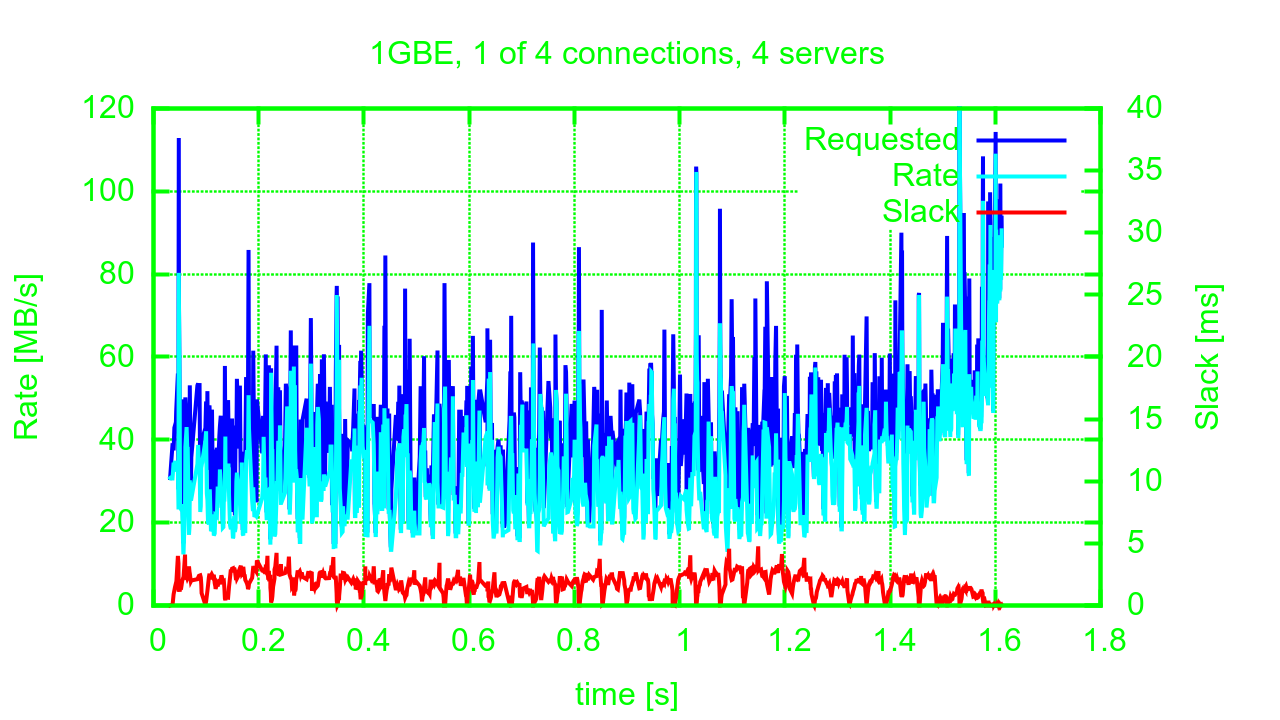 1GBE, 1 of 4 connections, 4 servers
120
100
80
60
40
20
0
Rate [MB/s]
Requested
Rate
Slack
40
35
30
25
20
15
10
5
0
Slack [ms]
0 0.2 0.4 0.6 0.8 1 1.2 1.4 1.6 1.8
time [s]